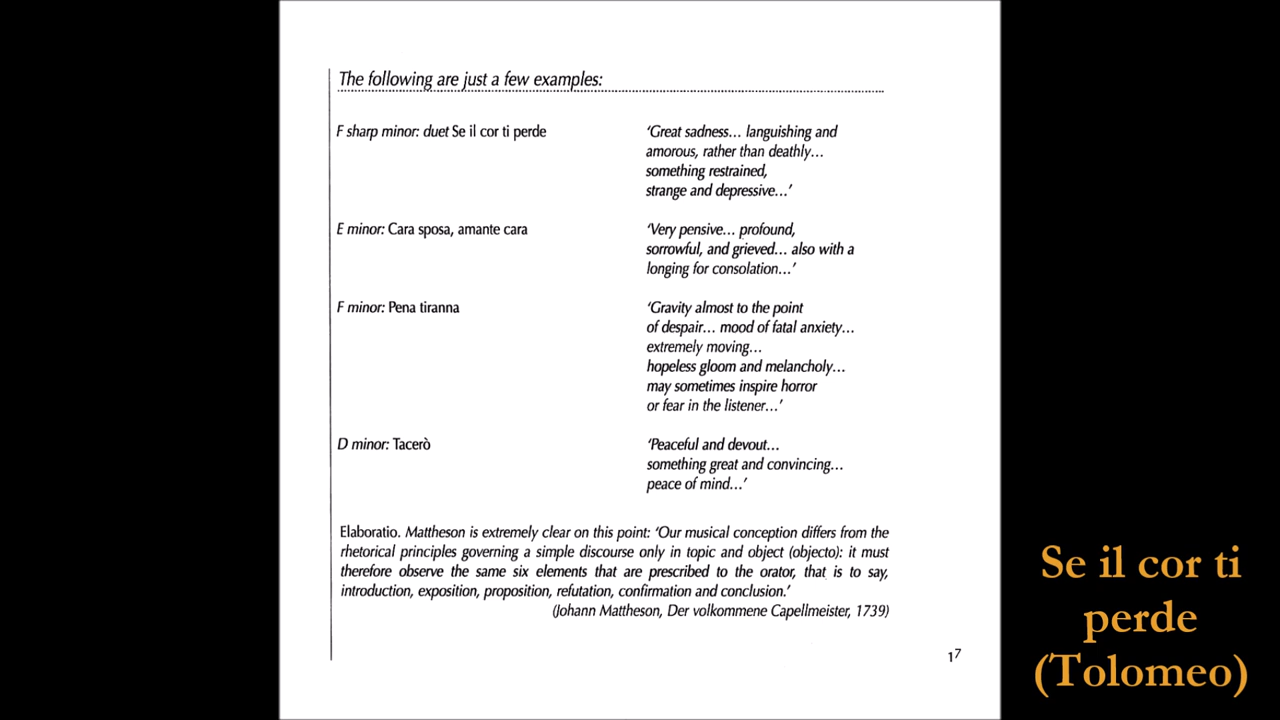 The following are just a few examples:
F sharp minor: duet Se il cor ti perde
‘Great sadness… languishing and
amorous, rather than deathly…
something restrained,
strange and depressive…’
E minor: Cara sposa, amante cara
‘Very pensive… profound,
sorrowful, and grieved… also with a
longing for consolation…’
F minor: Pena tiranna
‘Gravity almost to the point
of despair… mood of fatal anxiety…
extremely moving…
hopeless gloom and melancholy…
may sometimes inspire horror
or fear in the listener…’
D minor: Tacerò
‘Peaceful and devout…
something great and convincing…
peace of mind…’
Elaboratio. Mattheson is extremely clear on this point: ‘Our musical conception differs from the
rhetorical principles governing a simple discourse only in topic and object (objecto): it must
therefore observe the same six elements that are prescribed to the orator, that is to say,
introduction, exposition, proposition, refutation, confirmation and conclusion.’
(Johann Mattheson, Der volkommene Capellmeister, 1739)
17
Se il cor ti
perde
(Tolomeo)